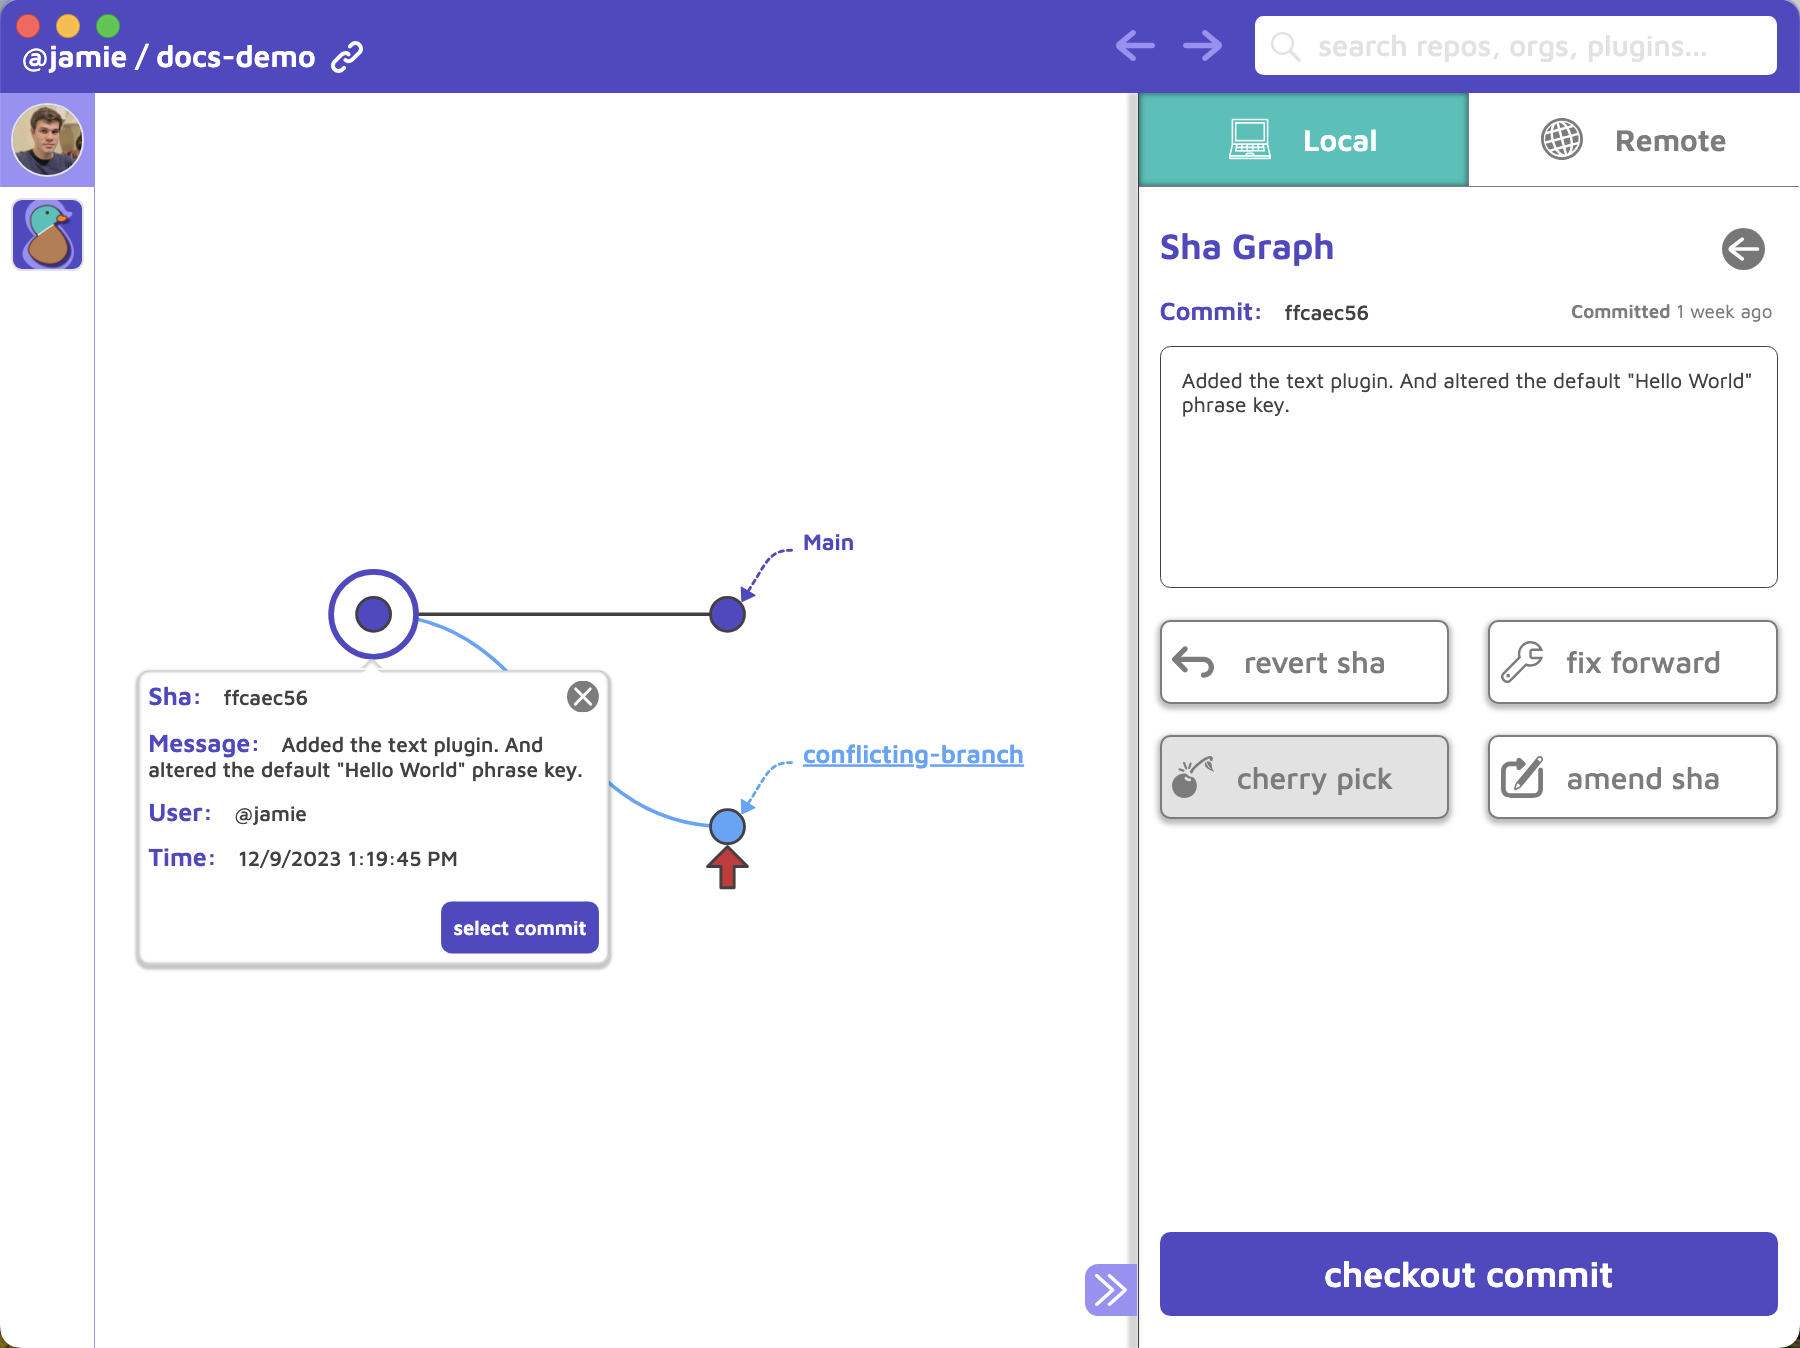 @jamie / docs-demo
search repos, orgs, plugins...
Local
Remote
Sha Graph
Commit: ffcaec56
Committed 1 week ago
Added the text plugin. And altered the default "Hello World"
phrase key.
revert sha
fix forward
cherry pick
amend sha
checkout commit
Main
conflicting-branch
Sha: ffcaec56
Message: Added the text plugin. And
altered the default "Hello World" phrase key.
User: @jamie
Time: 12/9/2023 1:19:45 PM
select commit